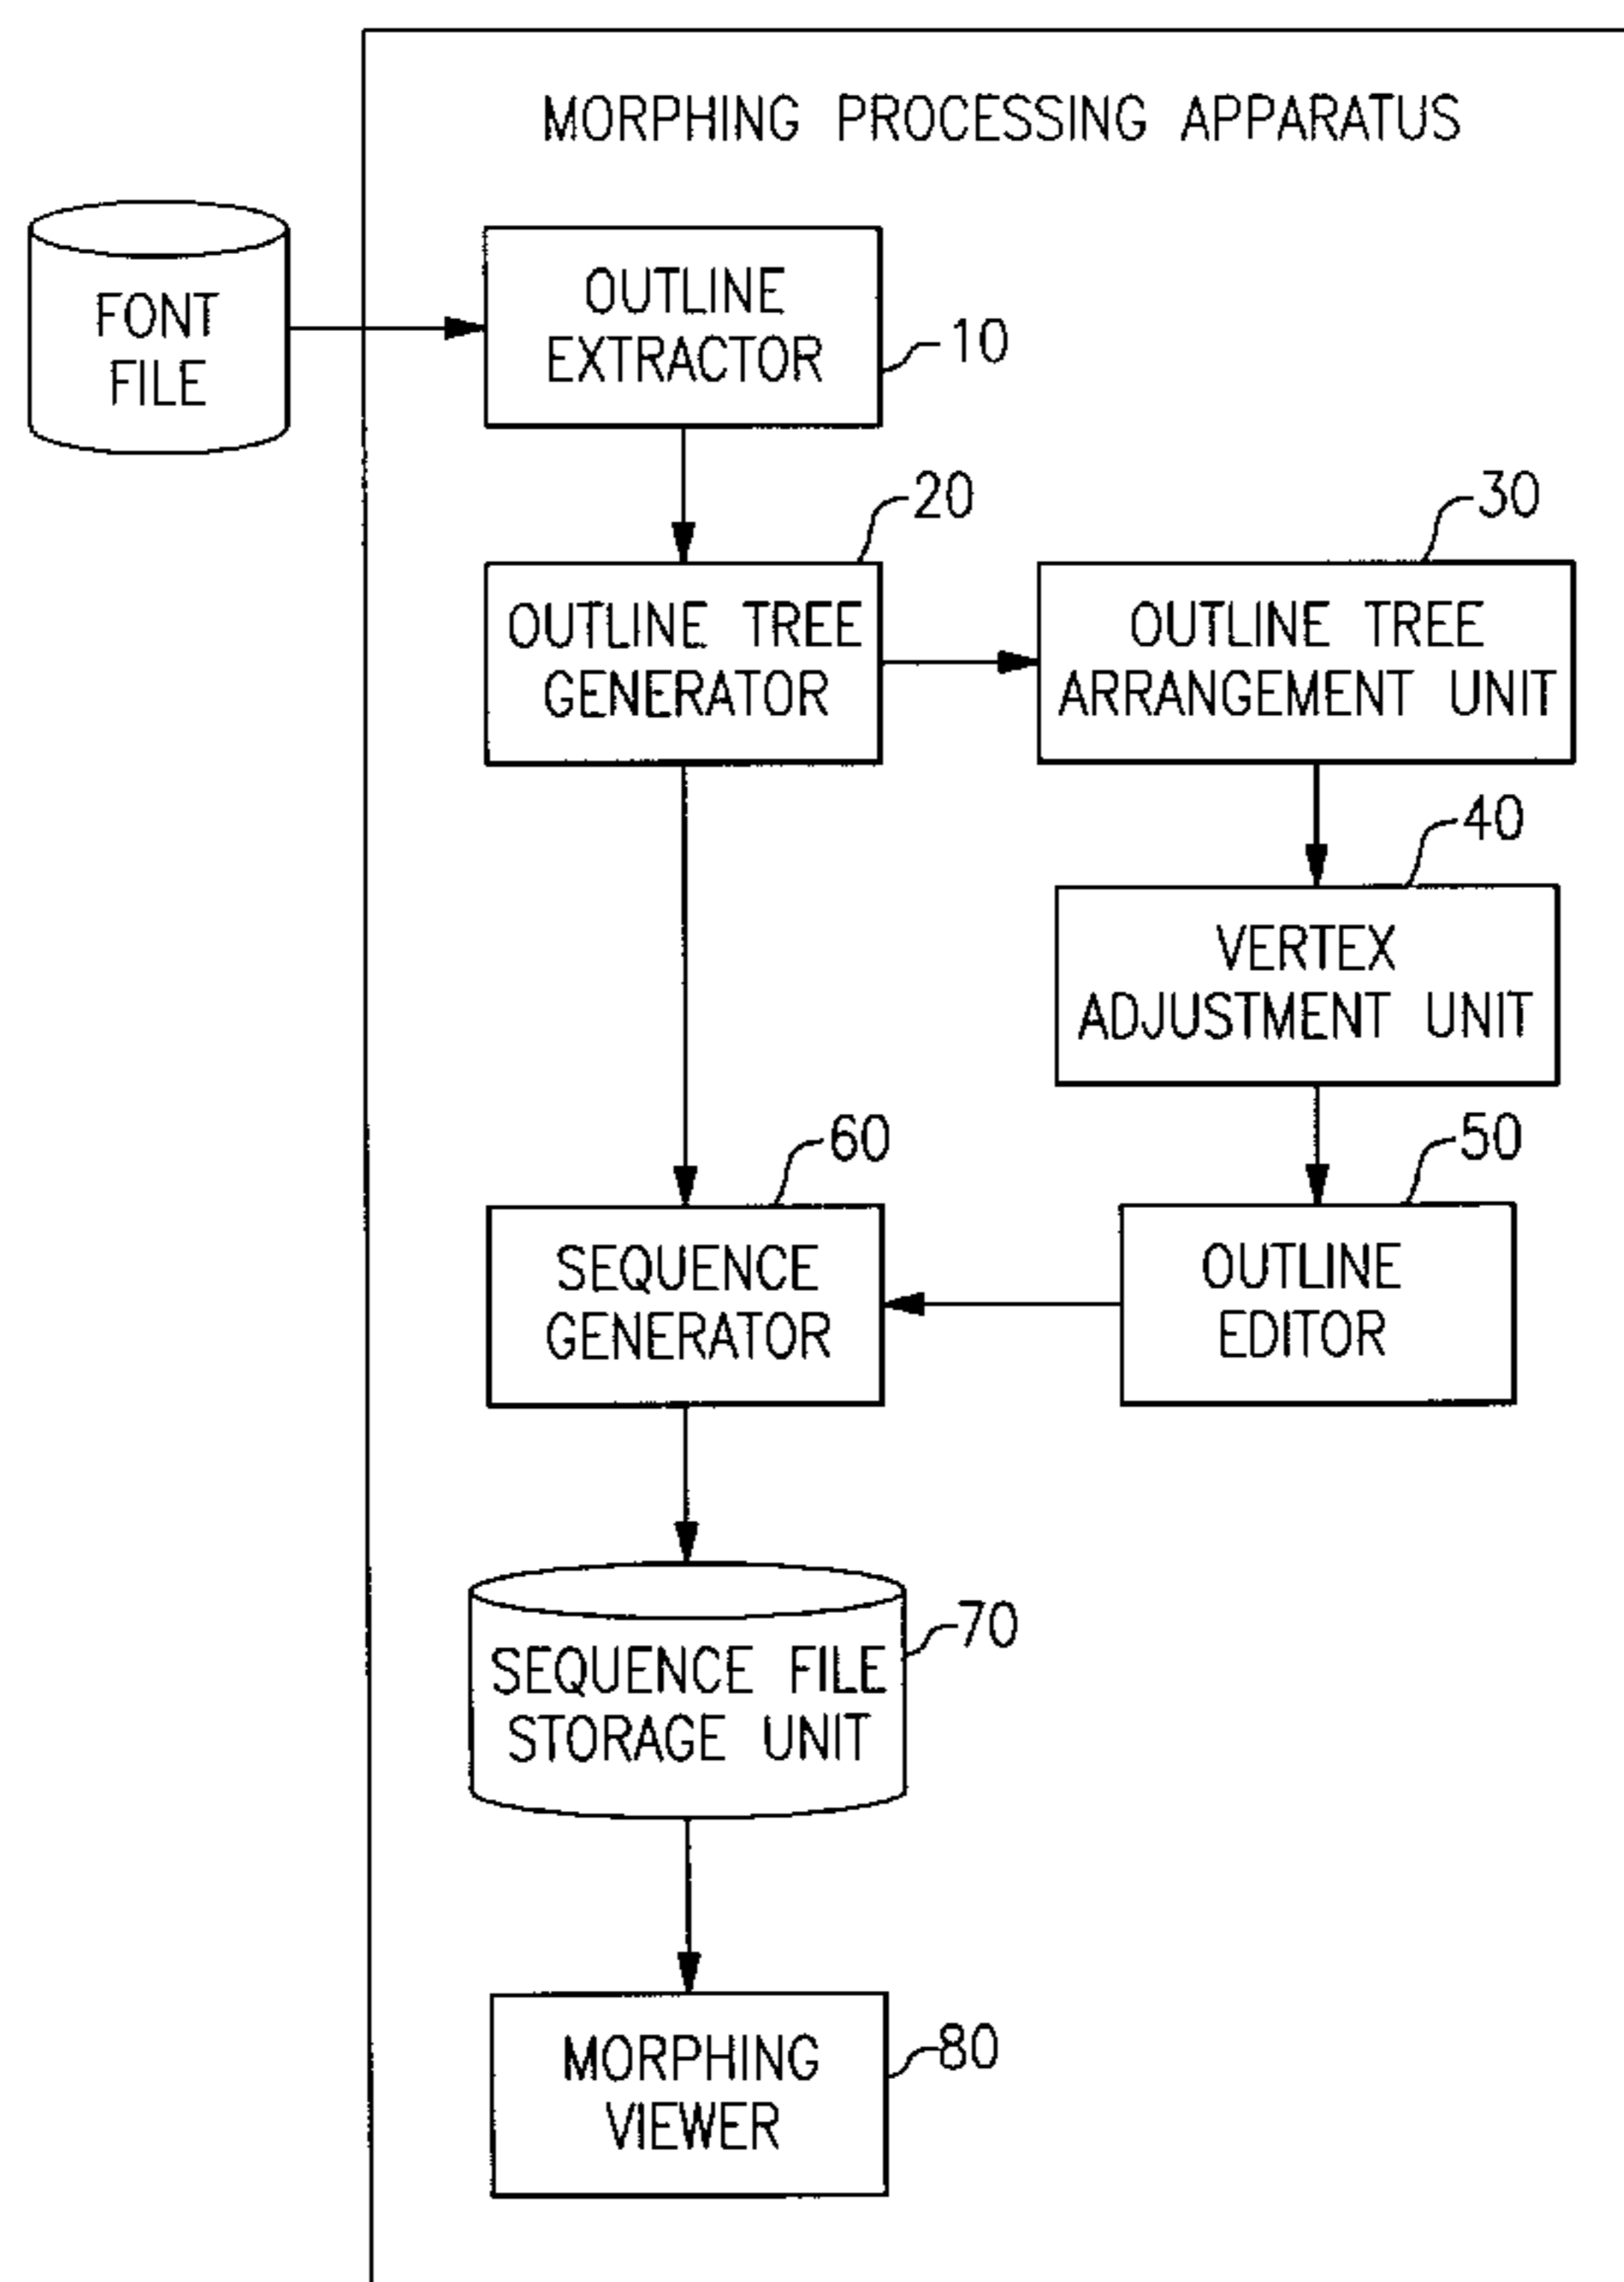 MORPHING PROCESSING APPARATUS
FONT
FILE
OUTLINE
EXTRACTOR
10
20
OUTLINE TREE
GENERATOR
30
OUTLINE TREE
ARRANGEMENT UNIT
40
VERTEX
ADJUSTMENT UNIT
50
OUTLINE
EDITOR
60
SEQUENCE
GENERATOR
70
SEQUENCE FILE
STORAGE UNIT
80
MORPHING
VIEWER